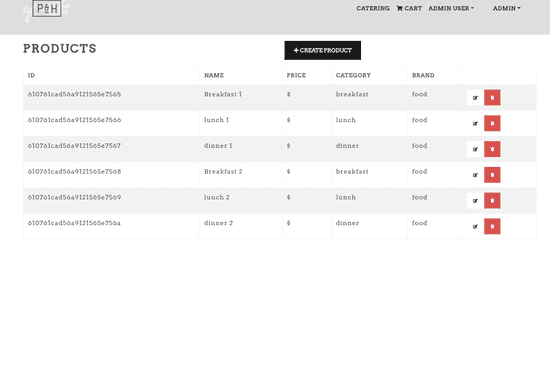 P&H
CATERING CART ADMIN USER ADMIN
PRODUCTS
+ CREATE PRODUCT
ID NAME PRICE CATEGORY BRAND
610761cad56a9121565e7565 Breakfast 1 $ breakfast food
610761cad56a9121565e7566 lunch 1 $ lunch food
610761cad56a9121565e7567 dinner 1 $ dinner food
610761cad56a9121565e7568 Breakfast 2 $ breakfast food
610761cad56a9121565e7569 lunch 2 $ lunch food
610761cad56a9121565e756a dinner 2 $ dinner food